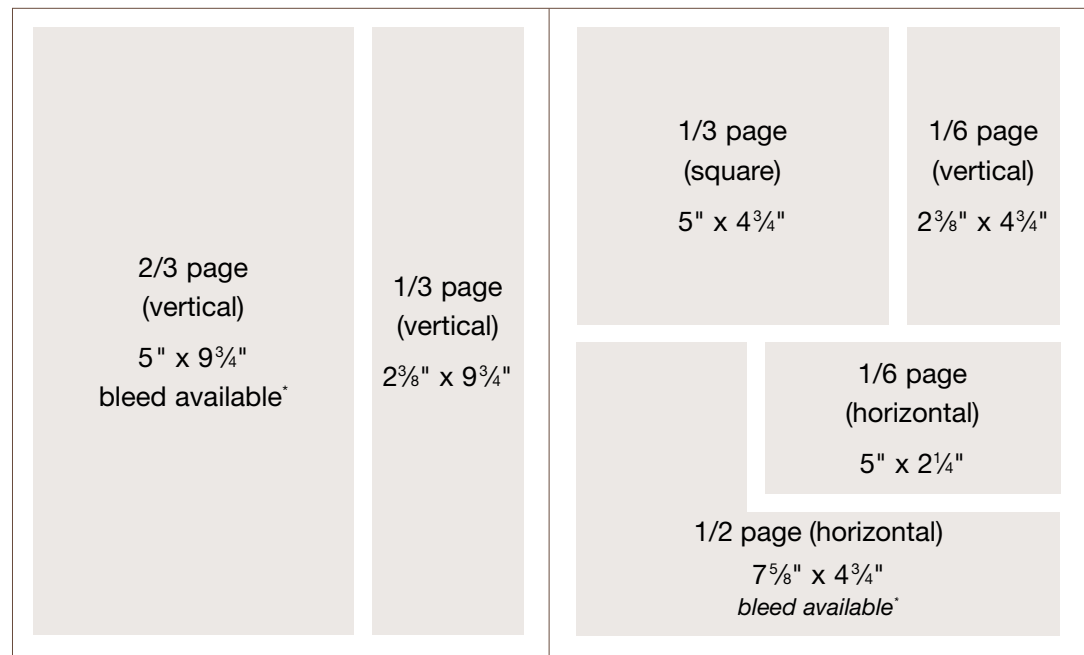 2/3 page
(vertical)
5" x 9¾"
bleed available*
1/3 page
(vertical)
2⅜" x 9¾"
1/3 page
(square)
5" x 4¾"
1/6 page
(vertical)
2⅜" x 4¾"
1/6 page
(horizontal)
5" x 2¼"
1/2 page (horizontal)
7⅝" x 4¾"
bleed available*